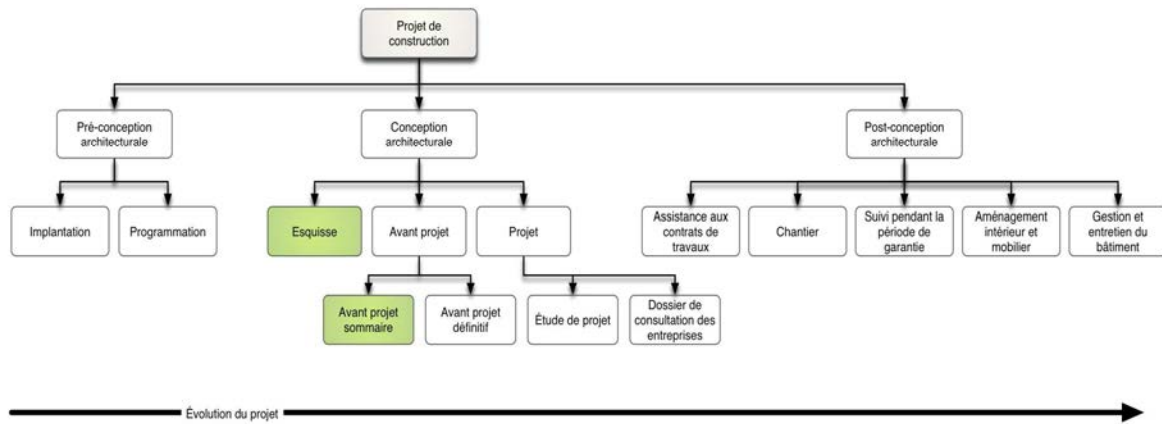 Projet de
construction
Pré-conception
architecturale
Conception
architecturale
Post-conception
architecturale
Implantation
Programmation
Esquisse
Avant projet
Projet
Assistance aux
contrats de
travaux
Chantier
Suivi pendant la
période de
garantie
Aménagement
intérieur et
mobilier
Gestion et
entretien du
bâtiment
Avant projet
sommaire
Avant projet
définitif
Étude de projet
Dossier de
consultation des
entreprises
Évolution du projet